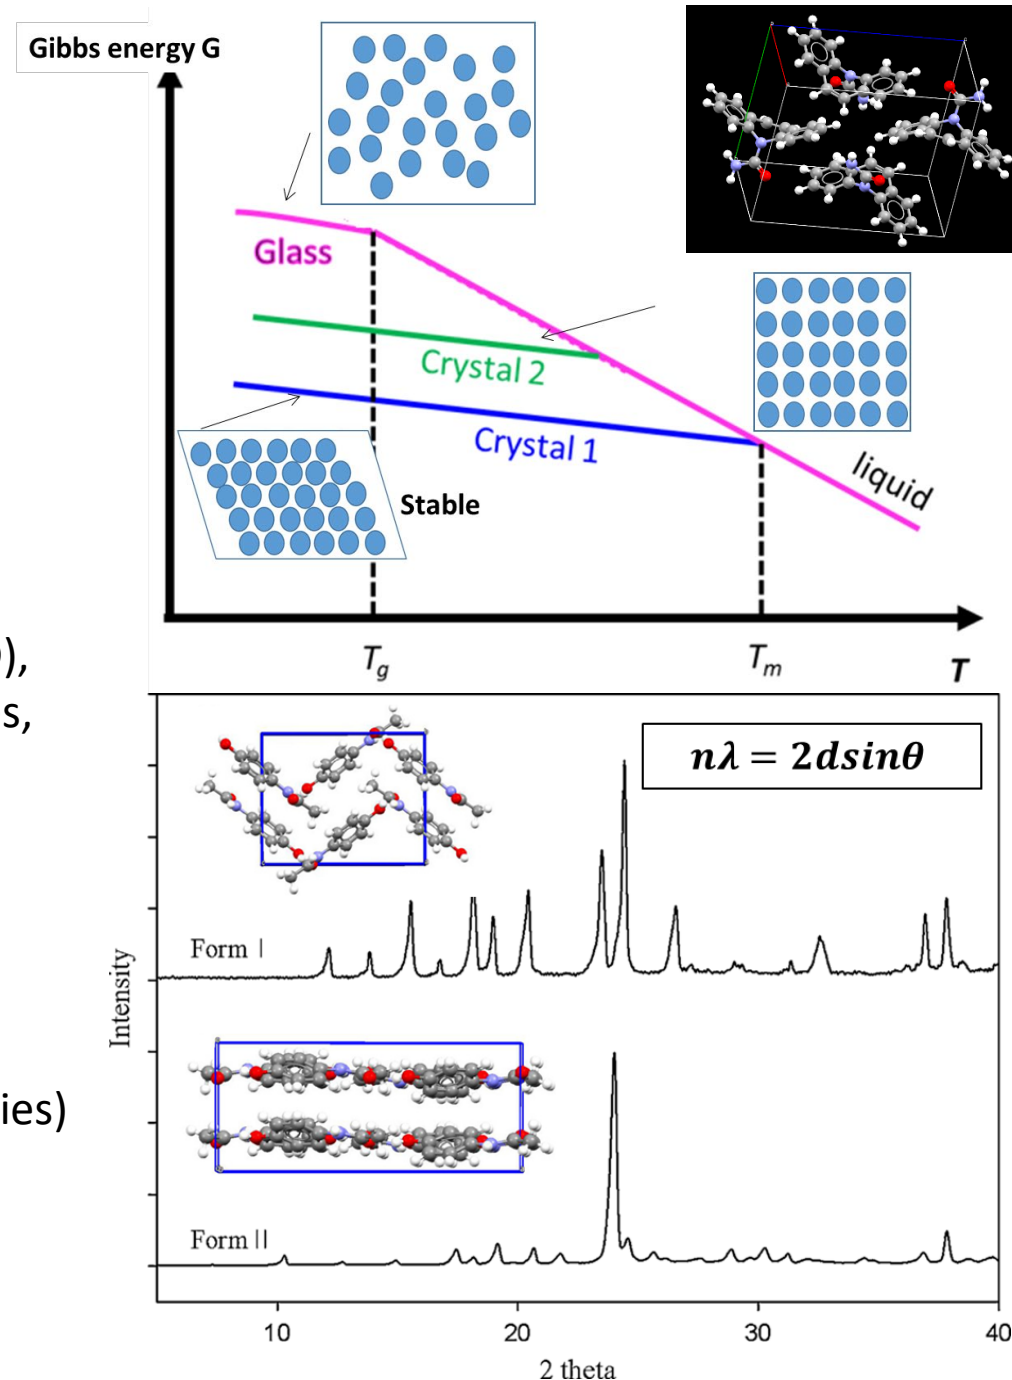 Gibbs energy G
Glass
Crystal 2
Crystal 1
liquid
Stable
Tg
Tm
T
),
s,
nλ = 2dsinθ
Form I
Intensity
ies)
Form II
10 20 30 40
2 theta